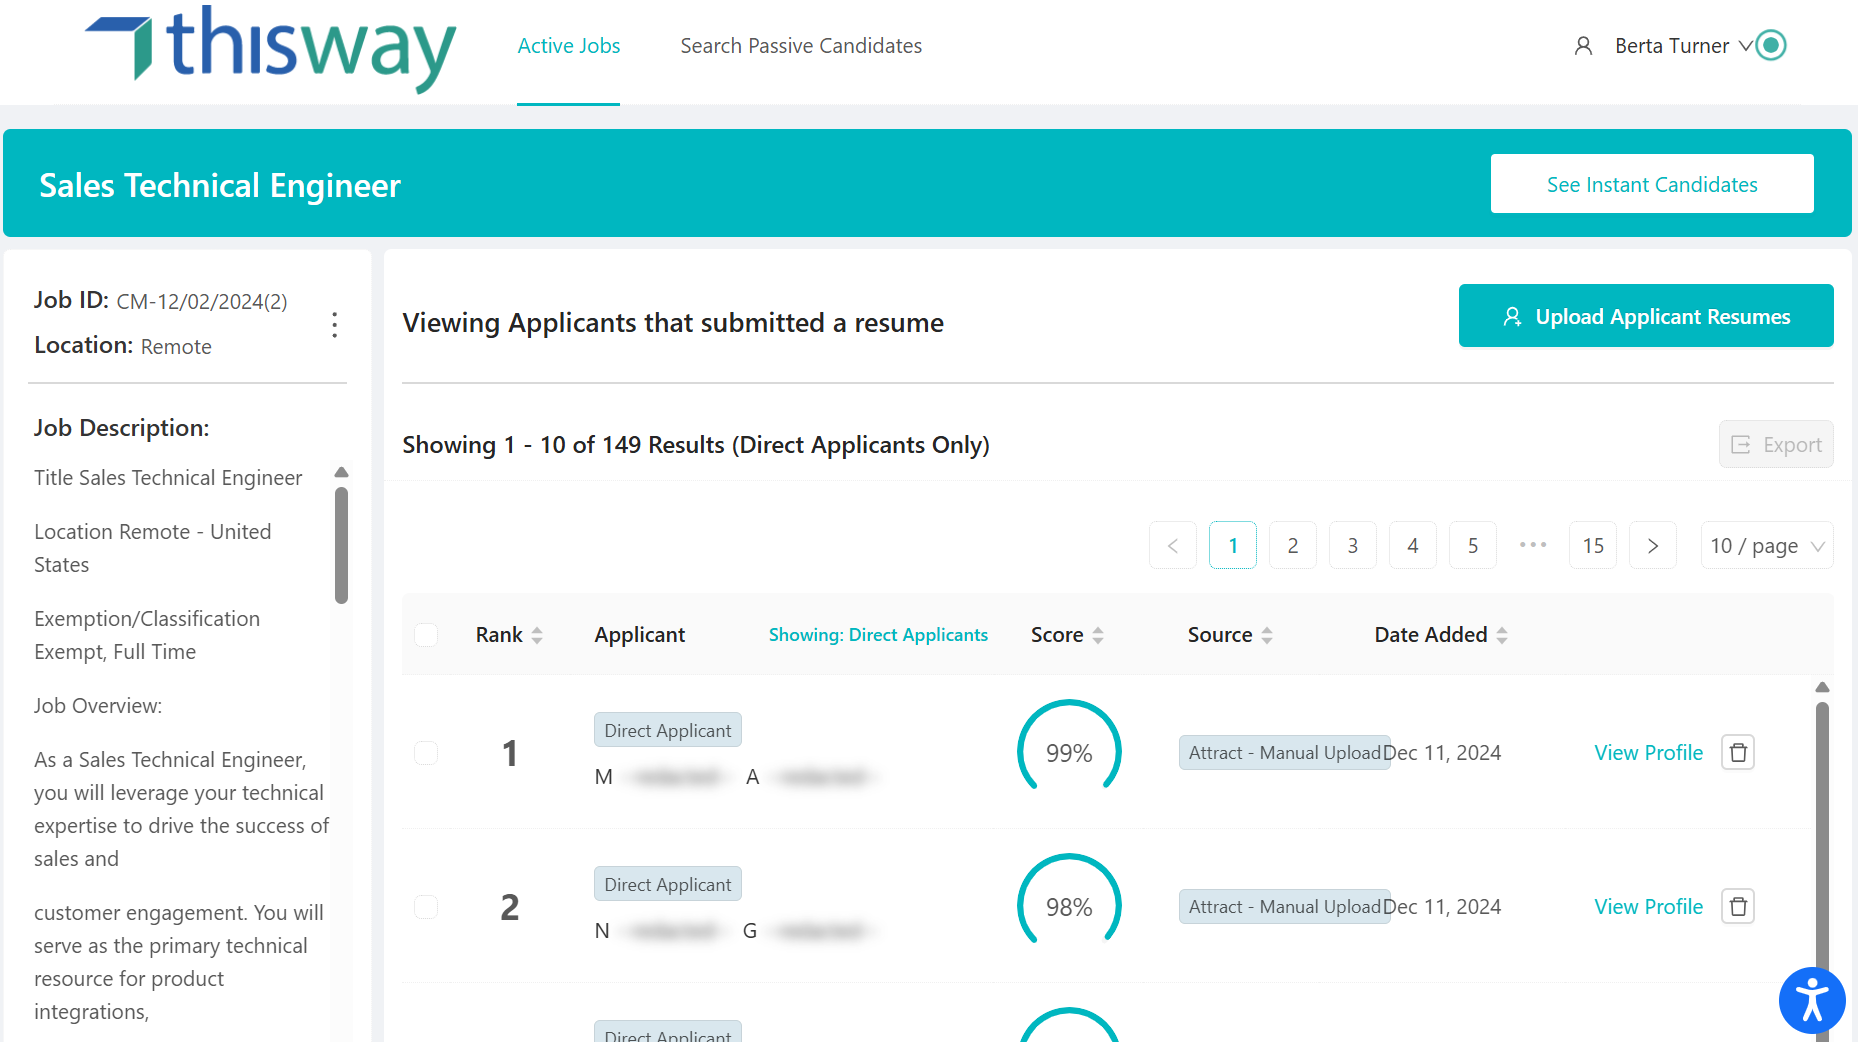 thisway
Active Jobs
Search Passive Candidates
Berta Turner
Sales Technical Engineer
See Instant Candidates
Job ID: CM-12/02/2024(2)
Location: Remote
Job Description:
Title Sales Technical Engineer
Location Remote - United
States
Exemption/Classification
Exempt, Full Time
Job Overview:
As a Sales Technical Engineer,
you will leverage your technical
expertise to drive the success of
sales and
customer engagement. You will
serve as the primary technical
resource for product
integrations,
Viewing Applicants that submitted a resume
Upload Applicant Resumes
Showing 1 - 10 of 149 Results (Direct Applicants Only)
Export
< 1 2 3 4 5 ••• 15 > 10 / page
Rank Applicant Showing: Direct Applicants Score Source Date Added
Direct Applicant
1 M A 99% Attract - Manual Upload Dec 11, 2024 View Profile
Direct Applicant
2 N G 98% Attract - Manual Upload Dec 11, 2024 View Profile
Direct Applicant